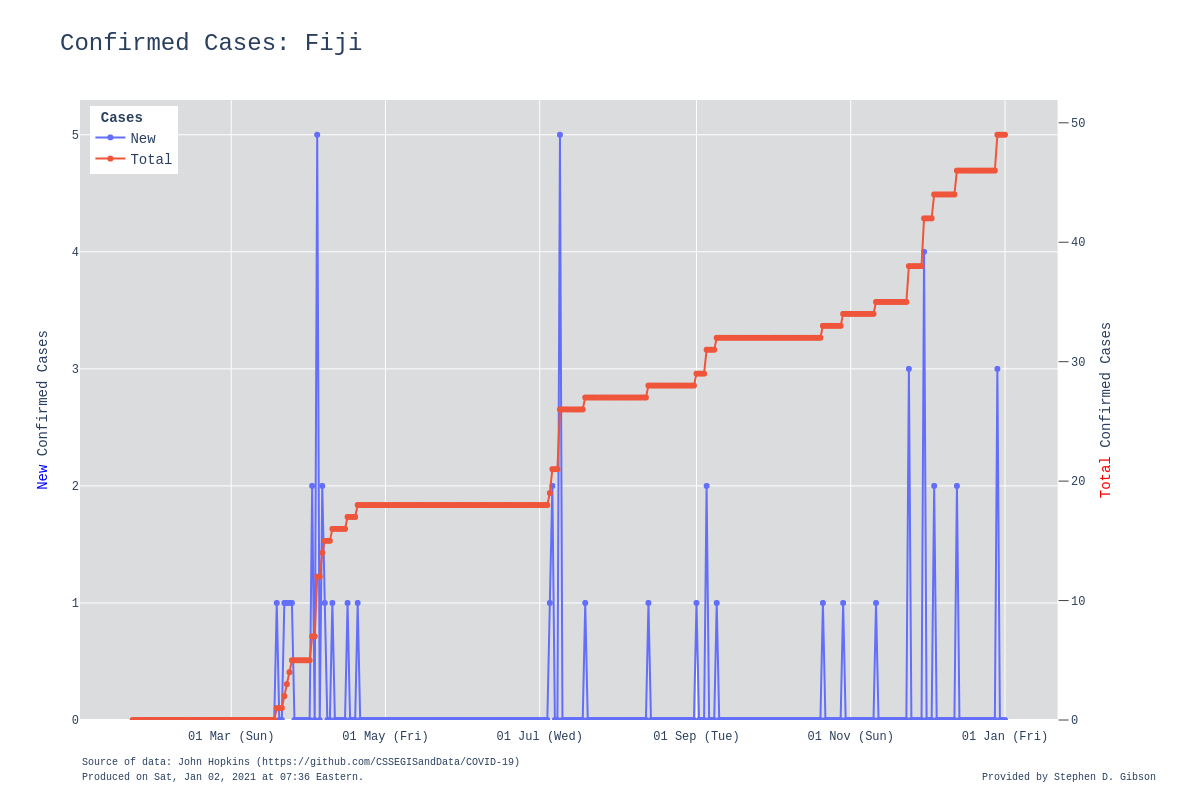 Confirmed Cases: Fiji
Cases
New
Total
5
4
3
2
1
0
50
40
30
20
10
0
New Confirmed Cases
Total Confirmed Cases
01 Mar (Sun)
01 May (Fri)
01 Jul (Wed)
01 Sep (Tue)
01 Nov (Sun)
01 Jan (Fri)
Source of data: John Hopkins (https://github.com/CSSEGISandData/COVID-19)
Produced on Sat, Jan 02, 2021 at 07:36 Eastern.
Provided by Stephen D. Gibson